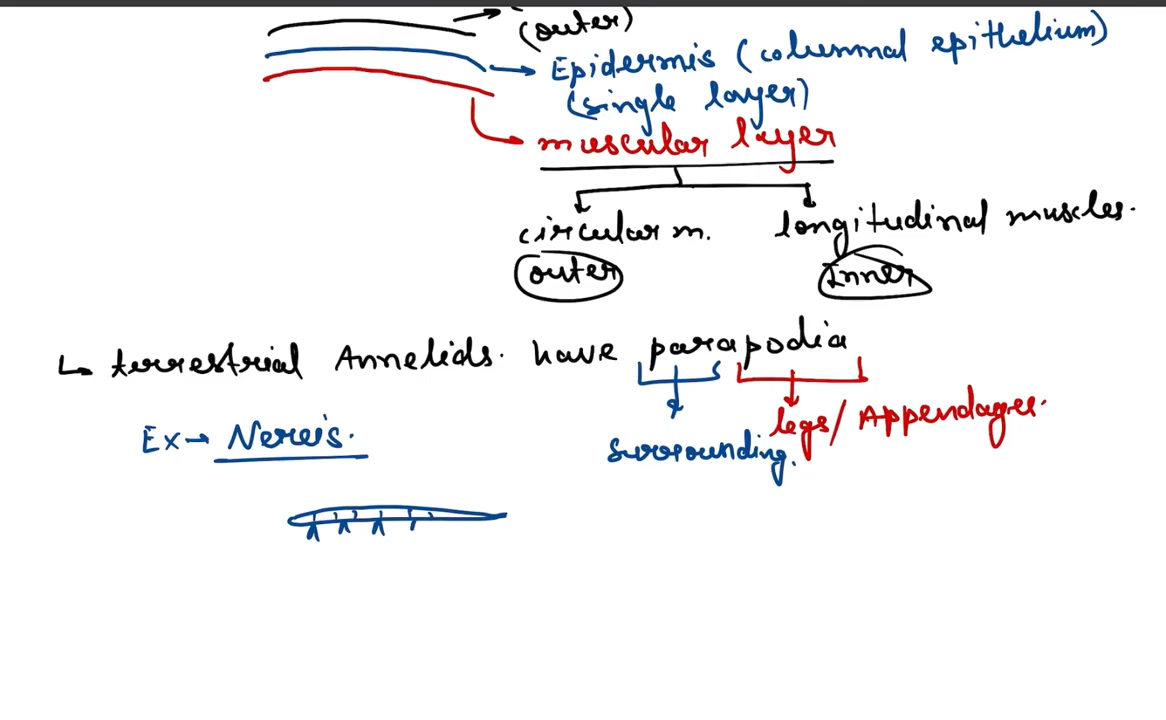 (outer)
Epidermis (columnal epithelium)
(single layer)
muscular layer
circular m. longitudinal muscles.
outer Inner
↳ terrestrial Annelids. have parapodia
legs/ Appendages.
Ex→ Nereis.
surrounding.